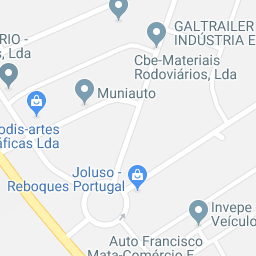 GALTRAILER
INDÚSTRIA E
RIO -
s, Lda
Cbe-Materiais
Rodoviários, Lda
Muniauto
odis-artes
áficas Lda
Joluso -
Reboques Portugal
Invepe
Veículo
Auto Francisco
Mata-Comércio E